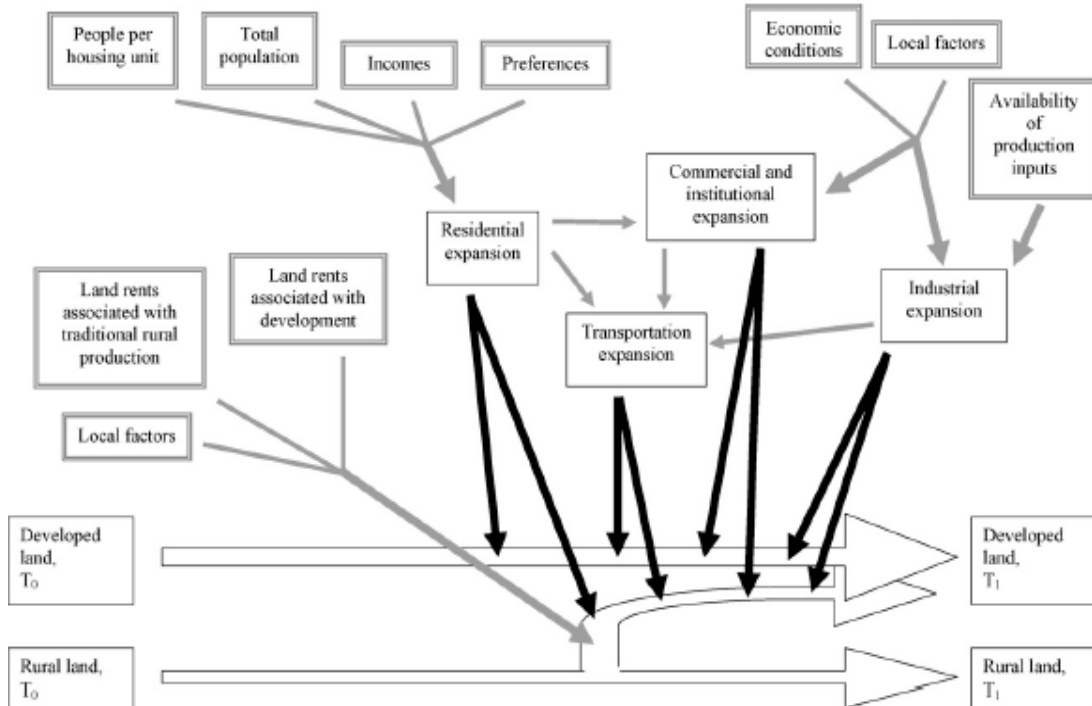 People per
housing unit
Total
population
Incomes
Preferences
Economic
conditions
Local factors
Availability
of
production
inputs
Commercial and
institutional
expansion
Residential
expansion
Land rents
associated with
development
Land rents
associated with
traditional rural
production
Industrial
expansion
Transportation
expansion
Local factors
Developed
land,
T₀
Developed
land,
T₁
Rural land,
T₀
Rural land,
T₁